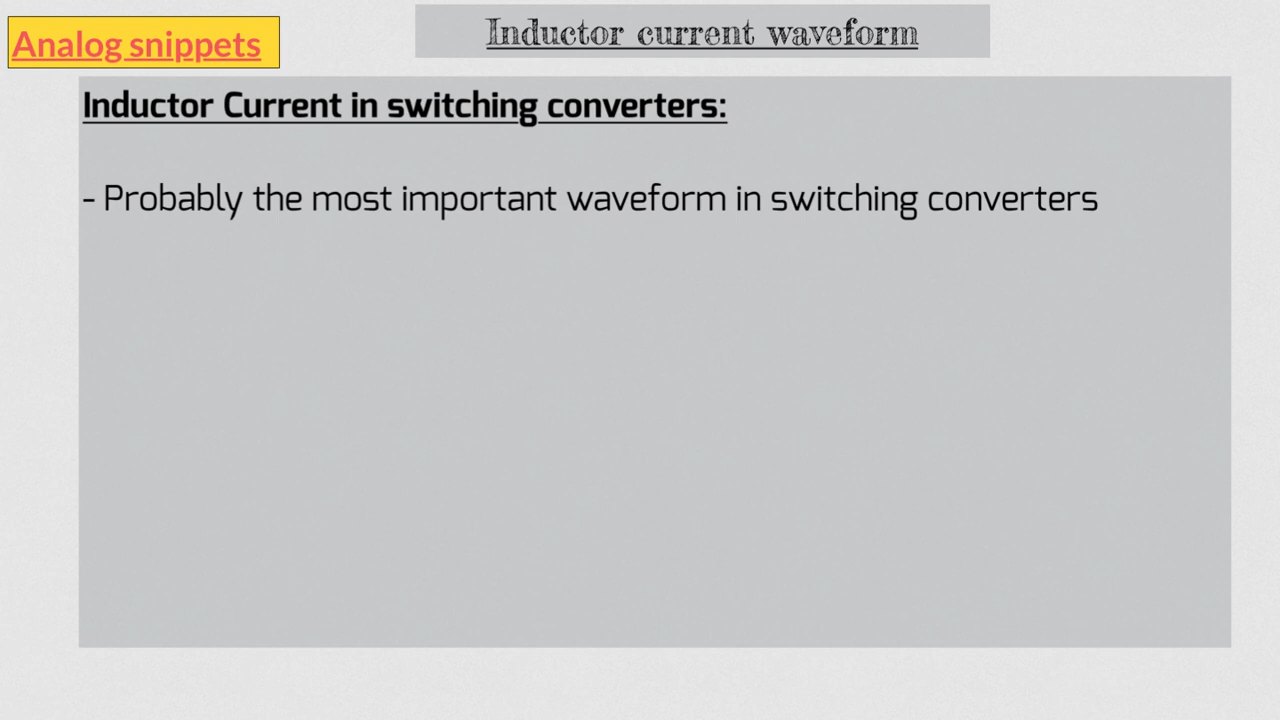 Analog snippets
Inductor current waveform
Inductor Current in switching converters:
- Probably the most important waveform in switching converters